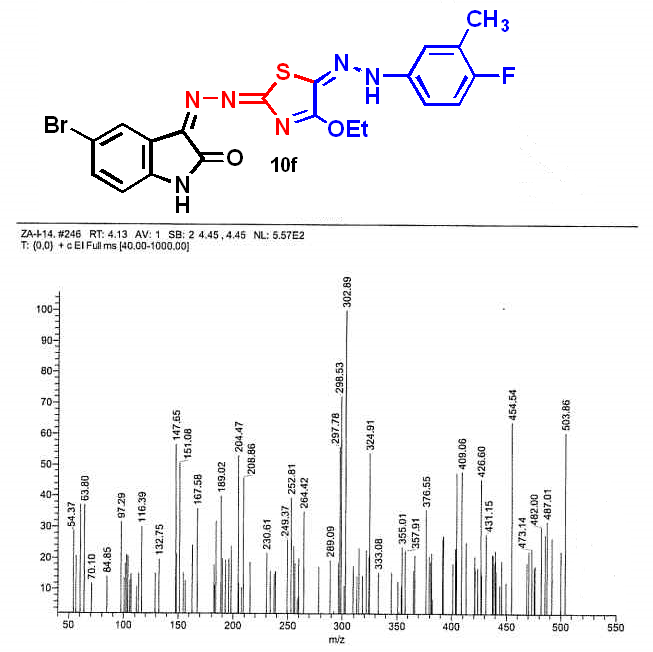 CH3
S
N
N
H
F
N
N
N
OEt
Br
O
N
H
10f
ZA-I-14. #246 RT: 4.13 AV: 1 SB: 2 4.45, 4.45 NL: 5.57E2
T: {0,0} + c EI Full ms [40.00-1000.00]
302.89
100
90
80
298.53
70
454.54
503.86
60
147.65
297.78
324.91
204.47
151.08
50
208.86
409.06
426.60
189.02
252.81
40
63.80
167.58
264.42
376.55
54.37
97.29
116.39
487.01
482.00
30
249.37
431.15
230.61
355.01
357.91
473.14
20
132.75
289.09
333.08
70.10
84.85
10
50 100 150 200 250 300 350 400 450 500 550
m/z